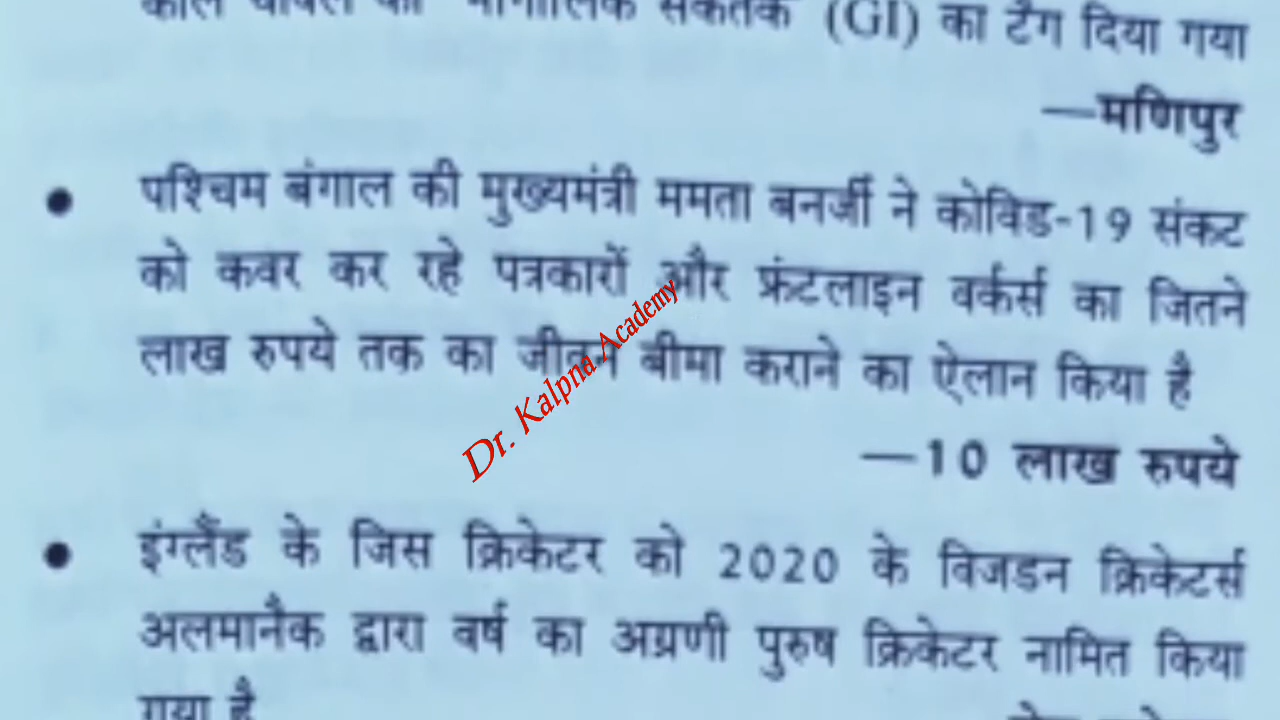 काले चावल को 'भौगोलिक संकेतक' (GI) का टैग दिया गया
—मणिपुर
• पश्चिम बंगाल की मुख्यमंत्री ममता बनर्जी ने कोविड-19 संकट
को कवर कर रहे पत्रकारों और फ्रंटलाइन वर्कर्स का जितने
लाख रुपये तक का जीवन बीमा कराने का ऐलान किया है
—10 लाख रुपये
Dr. Kalpna Academy
• इंग्लैंड के जिस क्रिकेटर को 2020 के विजडन क्रिकेटर्स
अलमानैक द्वारा वर्ष का अग्रणी पुरुष क्रिकेटर नामित किया
गया है